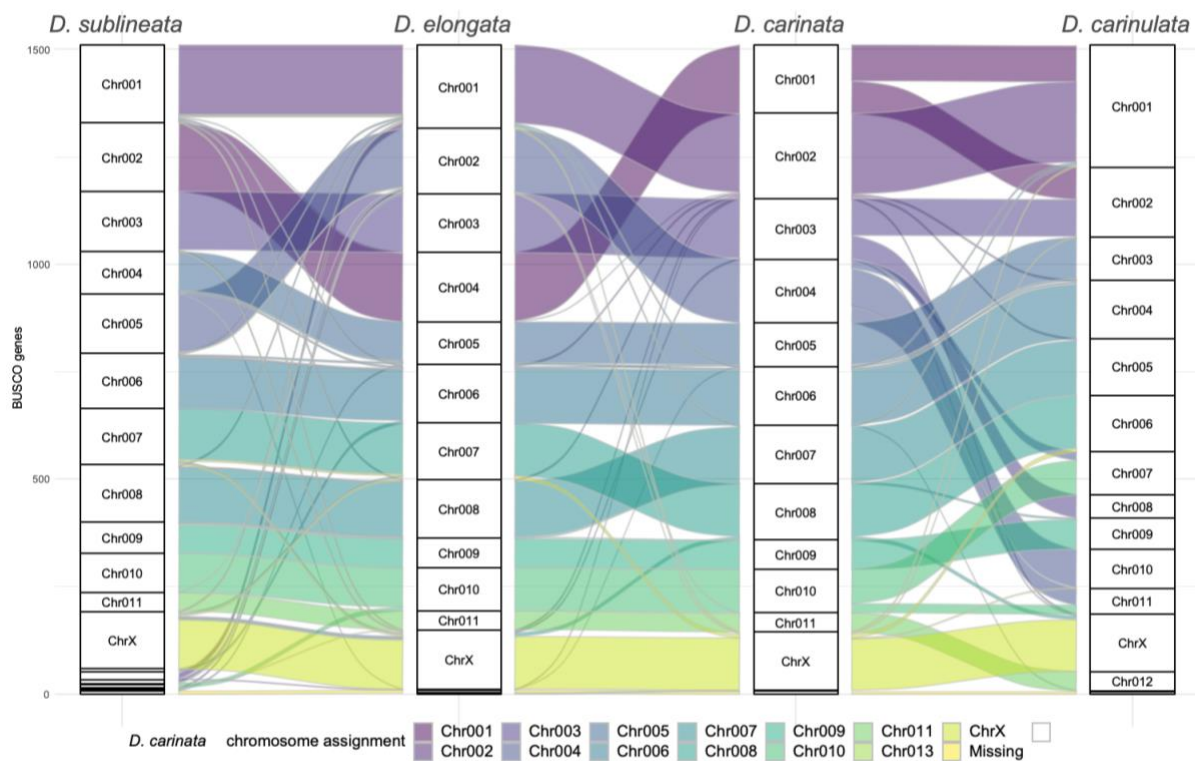 D. sublineata D. elongata D. carinata D. carinulata
1500
1000
500
0
BUSCO genes
Chr001
Chr002
Chr003
Chr004
Chr005
Chr006
Chr007
Chr008
Chr009
Chr010
Chr011
ChrX
Chr001
Chr002
Chr003
Chr004
Chr005
Chr006
Chr007
Chr008
Chr009
Chr010
Chr011
ChrX
Chr001
Chr002
Chr003
Chr004
Chr005
Chr006
Chr007
Chr008
Chr009
Chr010
Chr011
ChrX
Chr001
Chr002
Chr003
Chr004
Chr005
Chr006
Chr007
Chr008
Chr009
Chr010
Chr011
ChrX
Chr012
D. carinata chromosome assignment
Chr001 Chr003 Chr005 Chr007 Chr009 Chr011 ChrX
Chr002 Chr004 Chr006 Chr008 Chr010 Chr013 Missing